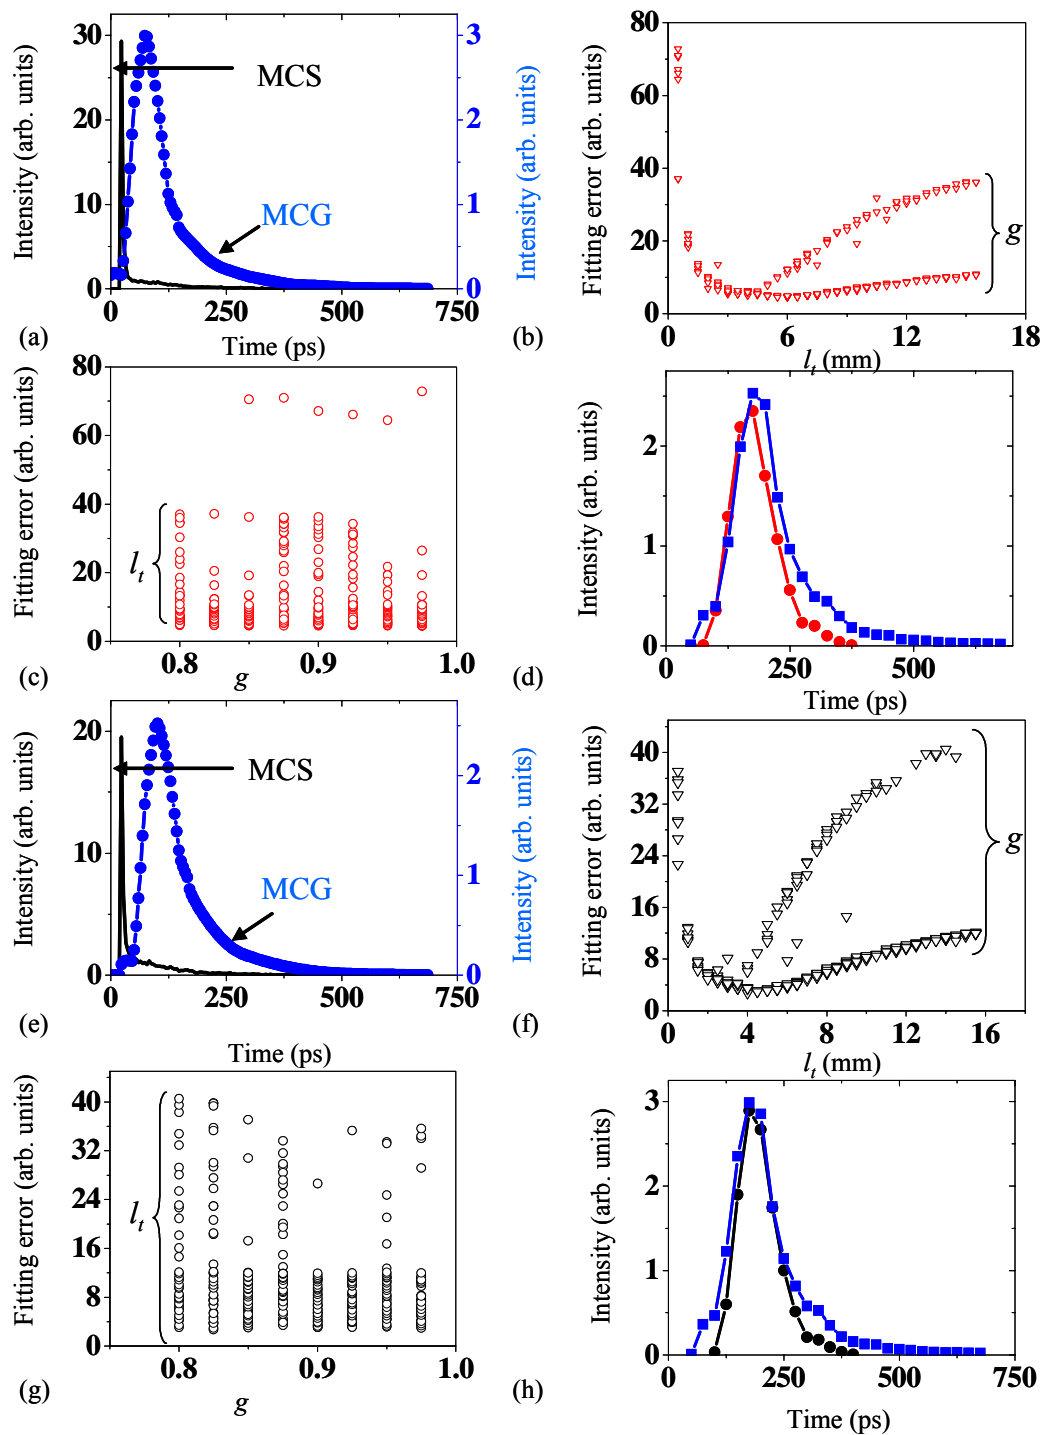 Intensity (arb. units)
30
20
10
0
MCS
MCG
3
2
1
0
Intensity (arb. units)
0
250
500
750
Time (ps)
(a)
Fitting error (arb. units)
80
60
40
20
0
g
6
12
18
l_t (mm)
(b)
Fitting error (arb. units)
80
60
40
20
0
l_t
0.8
0.9
1.0
g
(c)
Intensity (arb. units)
2
1
0
250
500
Time (ps)
(d)
Intensity (arb. units)
20
10
0
MCS
MCG
2
1
0
Intensity (arb. units)
0
250
500
750
Time (ps)
(e)
Fitting error (arb. units)
40
32
24
16
8
0
g
4
8
12
16
l_t (mm)
(f)
Fitting error (arb. units)
40
32
24
16
8
0
l_t
0.8
0.9
1.0
g
(g)
Intensity (arb. units)
3
2
1
0
250
500
750
Time (ps)
(h)